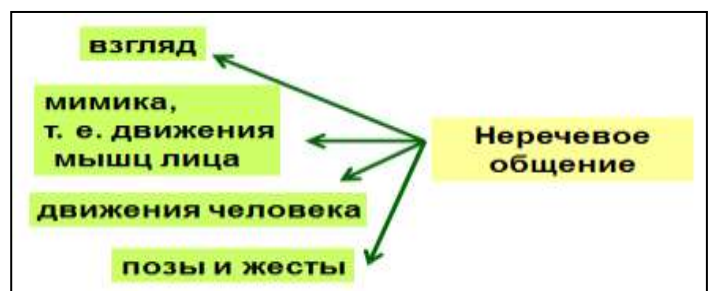 взгляд
мимика,
т. е. движения
мышц лица
Неречевое
общение
движения человека
позы и жесты